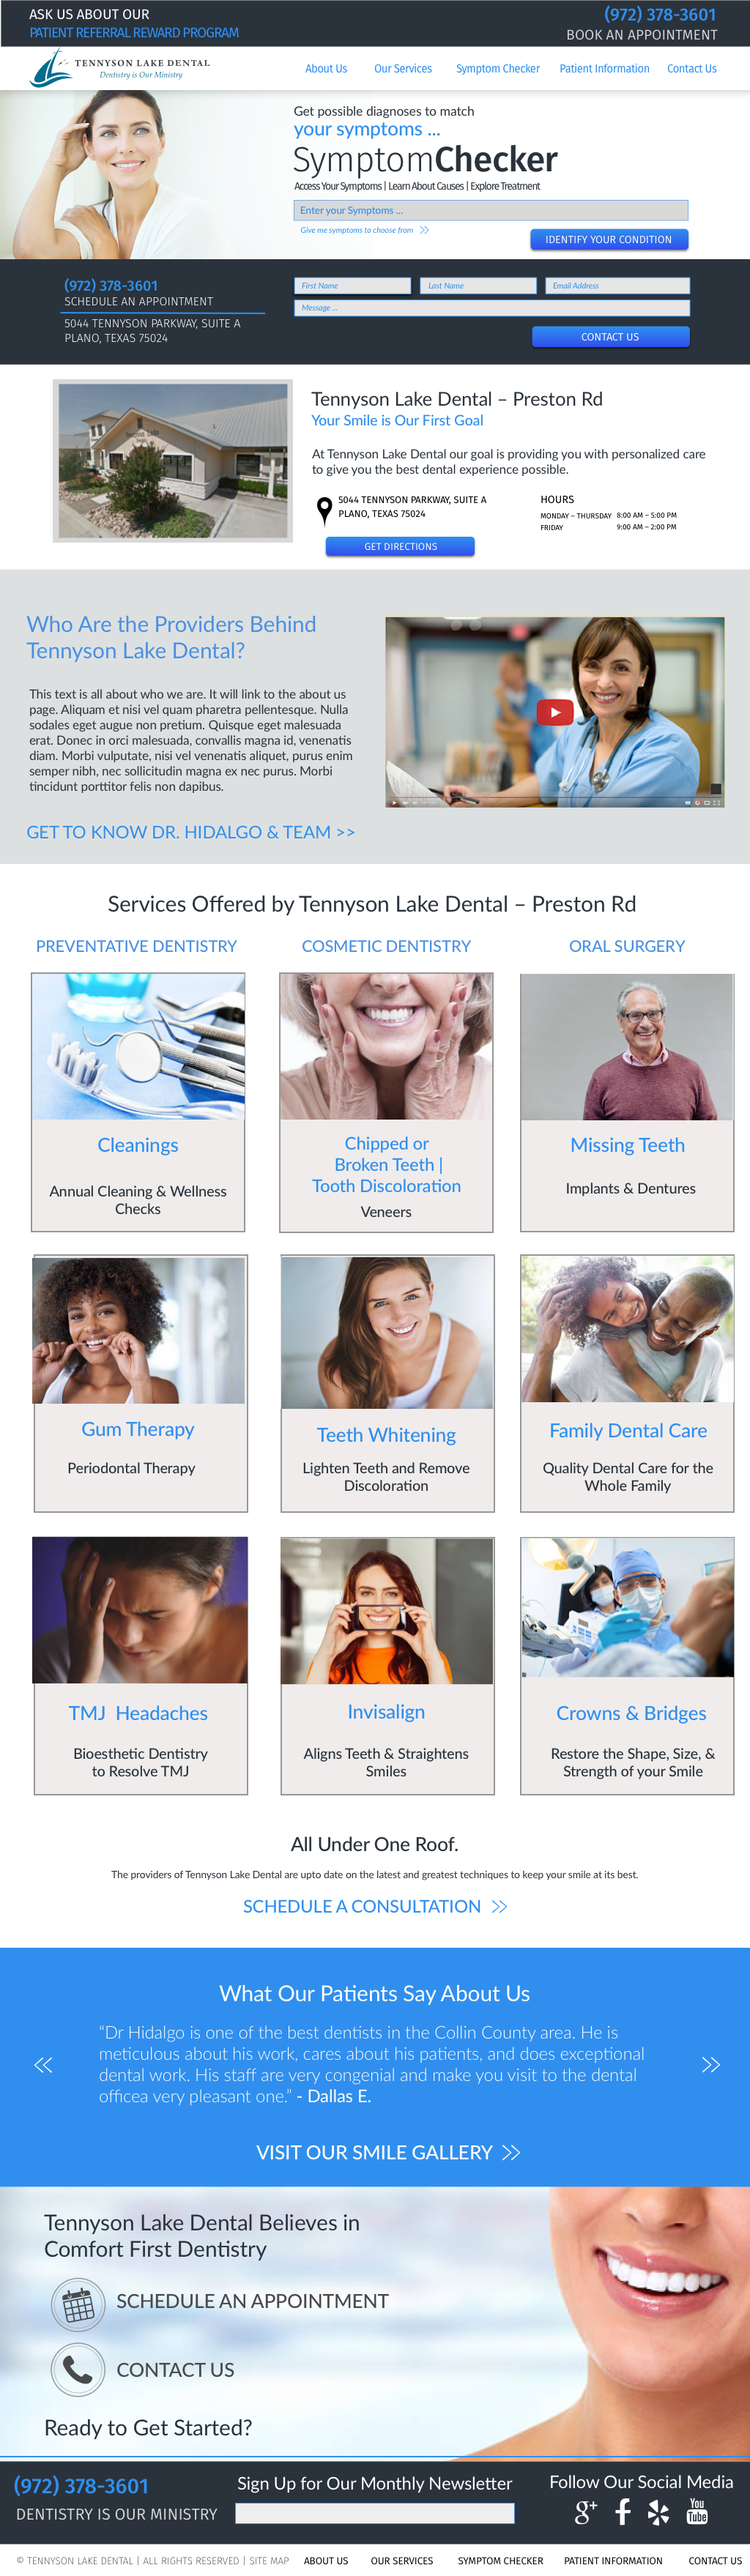 ASK US ABOUT OUR
PATIENT REFERRAL REWARD PROGRAM
(972) 378-3601
BOOK AN APPOINTMENT
TENNYSON LAKE DENTAL
Dentistry is Our Ministry
About Us Our Services Symptom Checker Patient Information Contact Us
Get possible diagnoses to match
your symptoms ...
SymptomChecker
Access Your Symptoms | Learn About Causes | Explore Treatment
Enter your Symptoms ...
Give me symptoms to choose from >>
IDENTIFY YOUR CONDITION
(972) 378-3601
SCHEDULE AN APPOINTMENT
5044 TENNYSON PARKWAY, SUITE A
PLANO, TEXAS 75024
First Name Last Name Email Address
Message ...
CONTACT US
Tennyson Lake Dental – Preston Rd
Your Smile is Our First Goal
At Tennyson Lake Dental our goal is providing you with personalized care
to give you the best dental experience possible.
5044 TENNYSON PARKWAY, SUITE A
PLANO, TEXAS 75024
GET DIRECTIONS
HOURS
MONDAY – THURSDAY 8:00 AM – 5:00 PM
FRIDAY 9:00 AM – 2:00 PM
Who Are the Providers Behind
Tennyson Lake Dental?
This text is all about who we are. It will link to the about us
page. Aliquam et nisi vel quam pharetra pellentesque. Nulla
sodales eget augue non pretium. Quisque eget malesuada
erat. Donec in orci malesuada, convallis magna id, venenatis
diam. Morbi vulputate, nisi vel venenatis aliquet, purus enim
semper nibh, nec sollicitudin magna ex nec purus. Morbi
tincidunt porttitor felis non dapibus.
GET TO KNOW DR. HIDALGO & TEAM >>
Services Offered by Tennyson Lake Dental – Preston Rd
PREVENTATIVE DENTISTRY COSMETIC DENTISTRY ORAL SURGERY
Cleanings
Annual Cleaning & Wellness
Checks
Chipped or
Broken Teeth |
Tooth Discoloration
Veneers
Missing Teeth
Implants & Dentures
Gum Therapy
Periodontal Therapy
Teeth Whitening
Lighten Teeth and Remove
Discoloration
Family Dental Care
Quality Dental Care for the
Whole Family
TMJ Headaches
Bioesthetic Dentistry
to Resolve TMJ
Invisalign
Aligns Teeth & Straightens
Smiles
Crowns & Bridges
Restore the Shape, Size, &
Strength of your Smile
All Under One Roof.
The providers of Tennyson Lake Dental are upto date on the latest and greatest techniques to keep your smile at its best.
SCHEDULE A CONSULTATION >>
What Our Patients Say About Us
“Dr Hidalgo is one of the best dentists in the Collin County area. He is
meticulous about his work, cares about his patients, and does exceptional
dental work. His staff are very congenial and make you visit to the dental
officea very pleasant one.” - Dallas E.
VISIT OUR SMILE GALLERY >>
Tennyson Lake Dental Believes in
Comfort First Dentistry
SCHEDULE AN APPOINTMENT
CONTACT US
Ready to Get Started?
(972) 378-3601
DENTISTRY IS OUR MINISTRY
Sign Up for Our Monthly Newsletter
Follow Our Social Media
g+ f You Tube
© TENNYSON LAKE DENTAL | ALL RIGHTS RESERVED | SITE MAP ABOUT US OUR SERVICES SYMPTOM CHECKER PATIENT INFORMATION CONTACT US